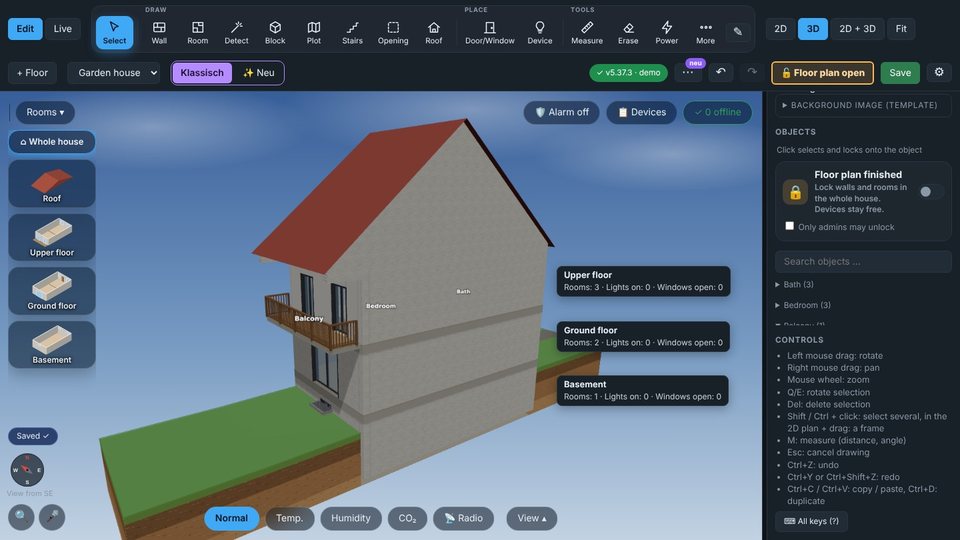 DRAW
PLACE
TOOLS
Edit
Live
Select
Wall
Room
Detect
Block
Plot
Stairs
Opening
Roof
Door/Window
Device
Measure
Erase
Power
More
2D
3D
2D + 3D
Fit
+ Floor
Garden house
Klassisch
✨ Neu
✓ v5.37.3 · demo
neu
🔓 Floor plan open
Save
Rooms ▾
🛡️ Alarm off
📋 Devices
✓ 0 offline
⌂ Whole house
Roof
Upper floor
Ground floor
Basement
Balcony
Bedroom
Bath
Upper floor
Rooms: 3 · Lights on: 0 · Windows open: 0
Ground floor
Rooms: 2 · Lights on: 0 · Windows open: 0
Basement
Rooms: 1 · Lights on: 0 · Windows open: 0
Saved ✓
N
W
E
S
View from SE
Normal
Temp.
Humidity
CO₂
📡 Radio
View ▴
▸ BACKGROUND IMAGE (TEMPLATE)
OBJECTS
Click selects and locks onto the object
Floor plan finished
Lock walls and rooms in
the whole house.
Devices stay free.
Only admins may unlock
Search objects ...
▸ Bath (3)
▸ Bedroom (3)
CONTROLS
• Left mouse drag: rotate
• Right mouse drag: pan
• Mouse wheel: zoom
• Q/E: rotate selection
• Del: delete selection
• Shift / Ctrl + click: select several, in the
2D plan + drag: a frame
• M: measure (distance, angle)
• Esc: cancel drawing
• Ctrl+Z: undo
• Ctrl+Y or Ctrl+Shift+Z: redo
• Ctrl+C / Ctrl+V: copy / paste, Ctrl+D:
duplicate
⌨ All keys (?)